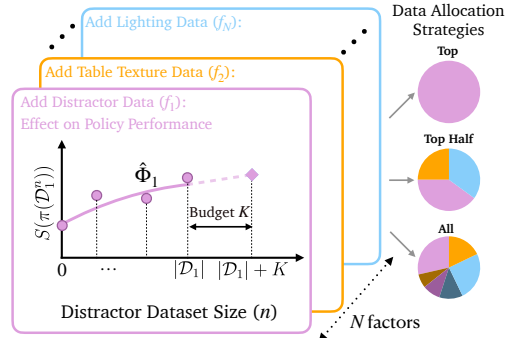 Add Lighting Data (f_N):
Add Table Texture Data (f_2):
Add Distractor Data (f_1):
Effect on Policy Performance
S(π(𝒟_1^n))
Φ̂_1
Budget K
0
...
|𝒟_1|
|𝒟_1| + K
Distractor Dataset Size (n)
N factors
Data Allocation
Strategies
Top
Top Half
All